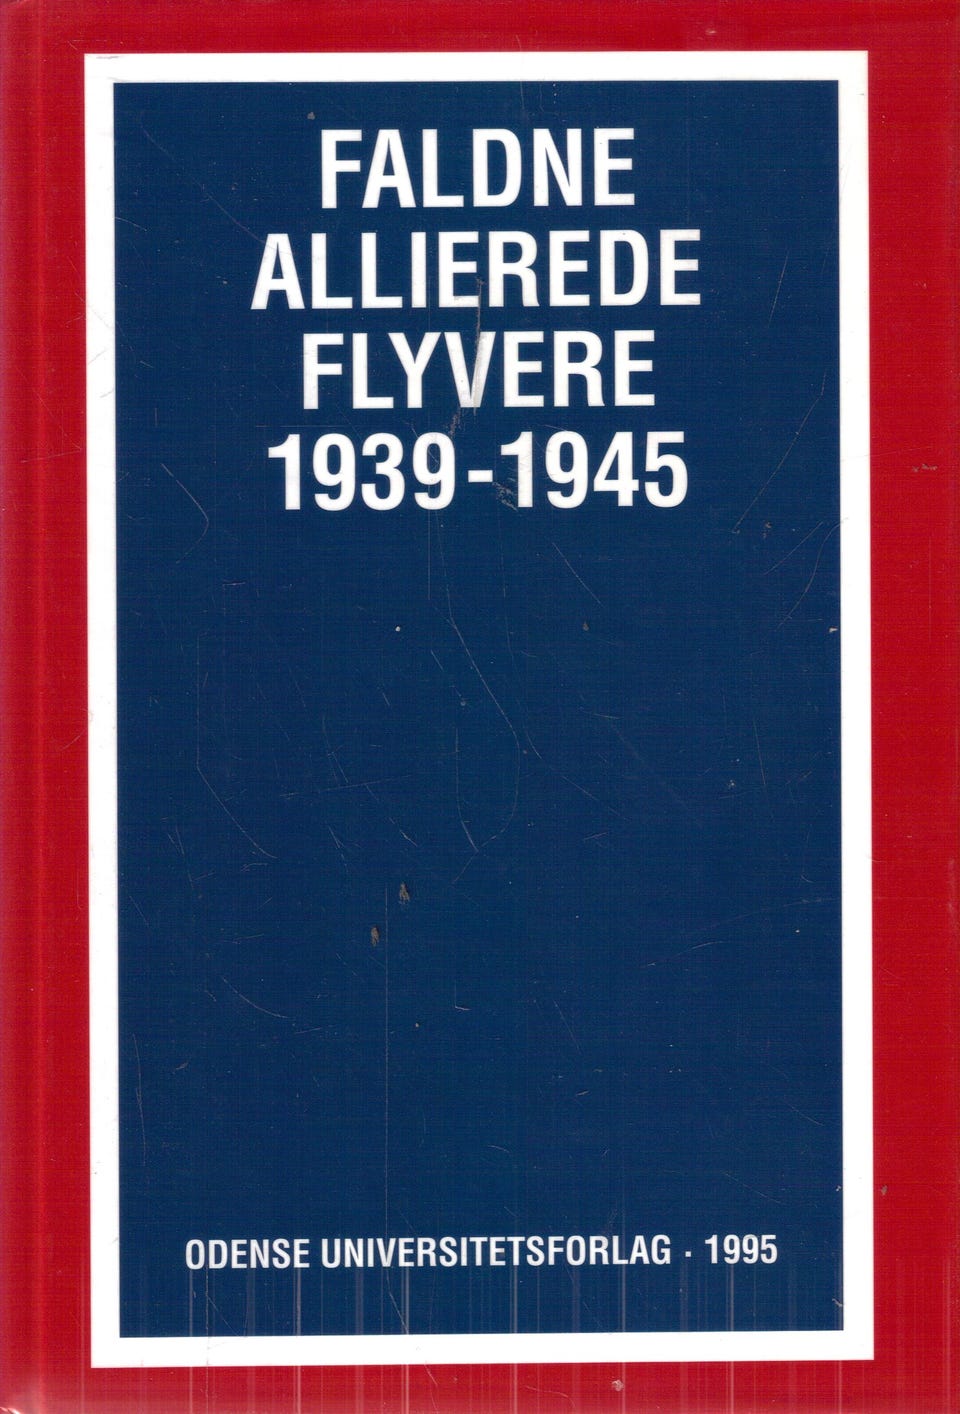 FALDNE
ALLIEREDE
FLYVERE
1939-1945
ODENSE UNIVERSITETSFORLAG · 1995